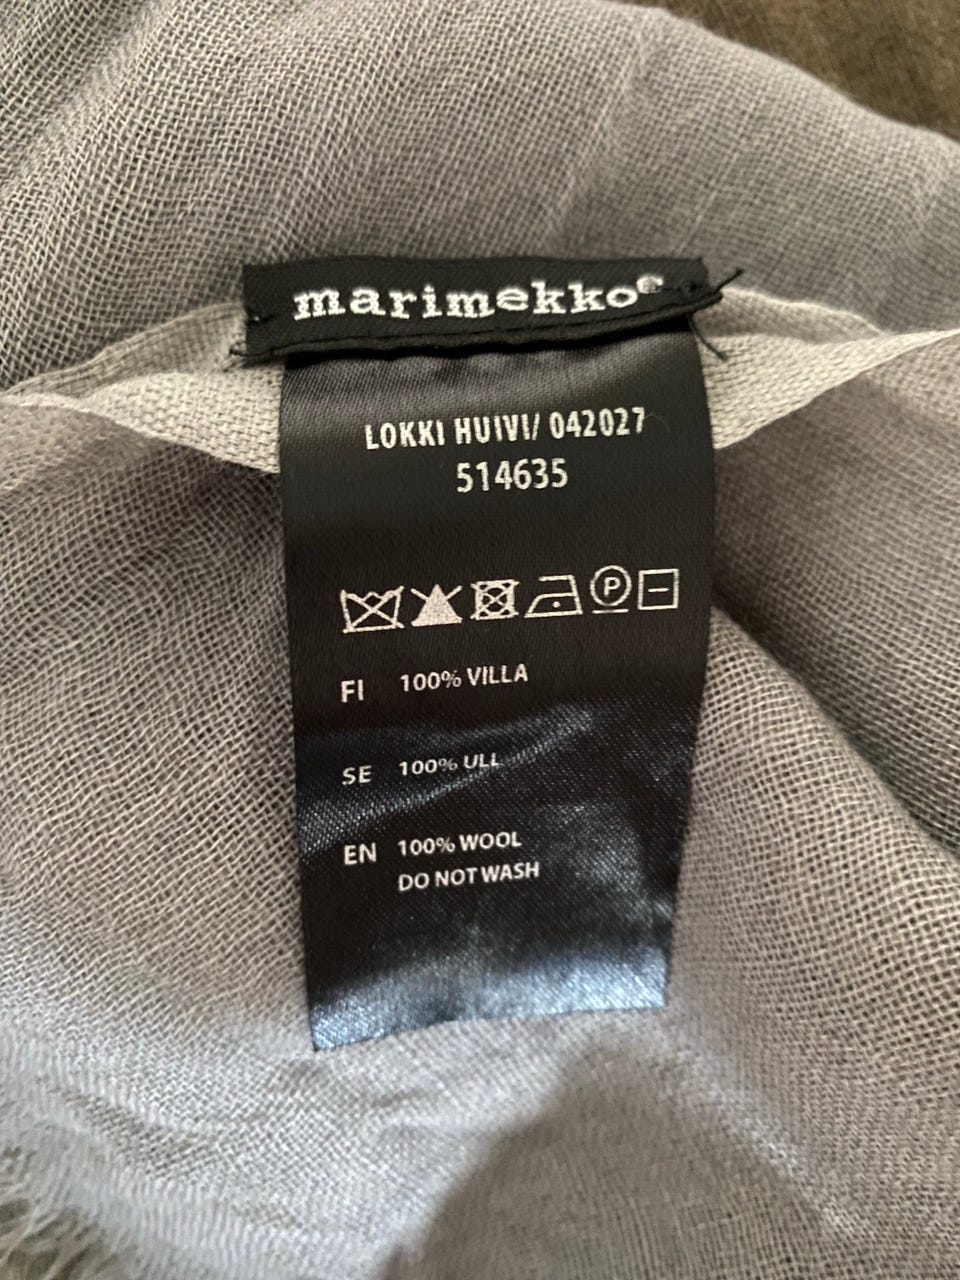 marimekko®
LOKKI HUIVI/ 042027
514635
P
FI 100% VILLA
SE 100% ULL
EN 100% WOOL
DO NOT WASH